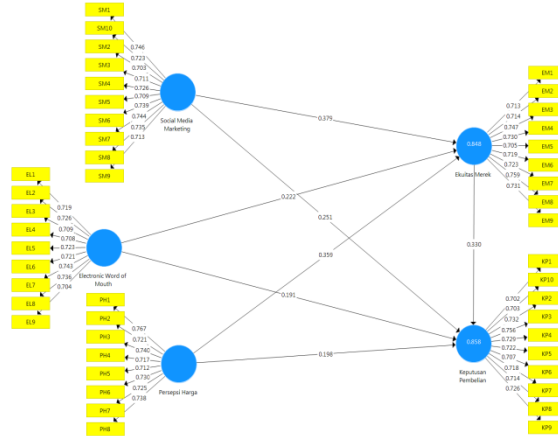 SM1
SM10
SM2
SM3
SM4
SM5
SM6
SM7
SM8
SM9
0.746
0.723
0.703
0.711
0.726
0.709
0.739
0.744
0.735
0.713
Social Media
Marketing
EL1
EL2
EL3
EL4
EL5
EL6
EL7
EL8
EL9
0.719
0.726
0.709
0.708
0.723
0.721
0.743
0.736
0.704
Electronic Word of
Mouth
PH1
PH2
PH3
PH4
PH5
PH6
PH7
PH8
0.767
0.721
0.740
0.717
0.712
0.730
0.725
0.738
Persepsi Harga
0.379
0.222
0.251
0.359
0.191
0.198
0.330
0.848
Ekuitas Merek
0.713
0.714
0.747
0.730
0.705
0.719
0.723
0.759
0.731
EM1
EM2
EM3
EM4
EM5
EM6
EM7
EM8
EM9
0.858
Keputusan
Pembelian
0.702
0.703
0.732
0.756
0.729
0.722
0.707
0.718
0.714
0.726
KP1
KP10
KP2
KP3
KP4
KP5
KP6
KP7
KP8
KP9